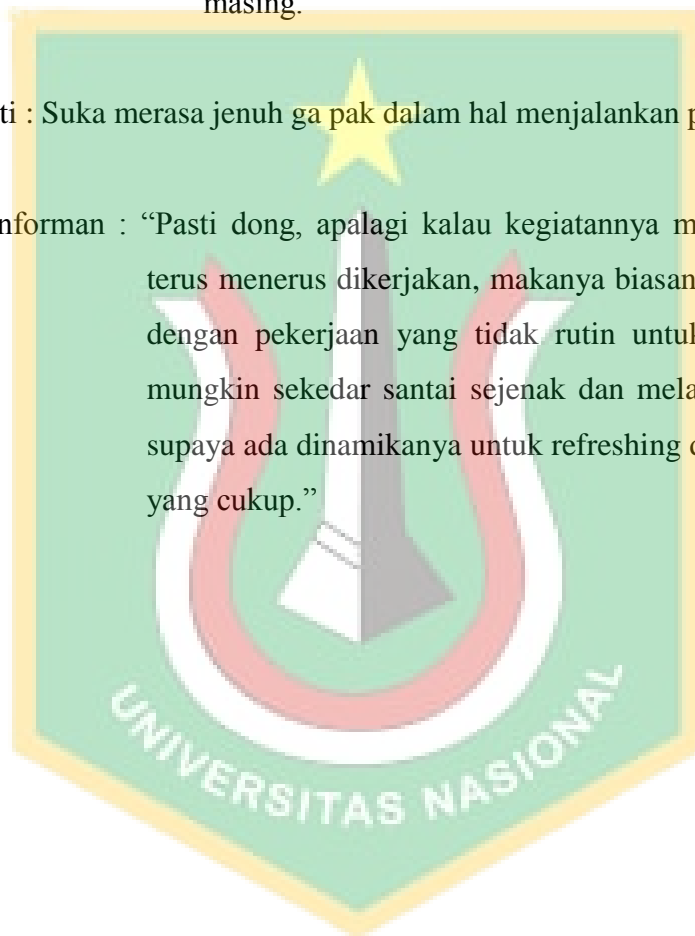 masing.
ti : Suka merasa jenuh ga pak dalam hal menjalankan p
nforman : “Pasti dong, apalagi kalau kegiatannya m
terus menerus dikerjakan, makanya biasan
dengan pekerjaan yang tidak rutin untuk
mungkin sekedar santai sejenak dan mela
supaya ada dinamikanya untuk refreshing d
yang cukup.”
UNIVERSITAS NASIONAL